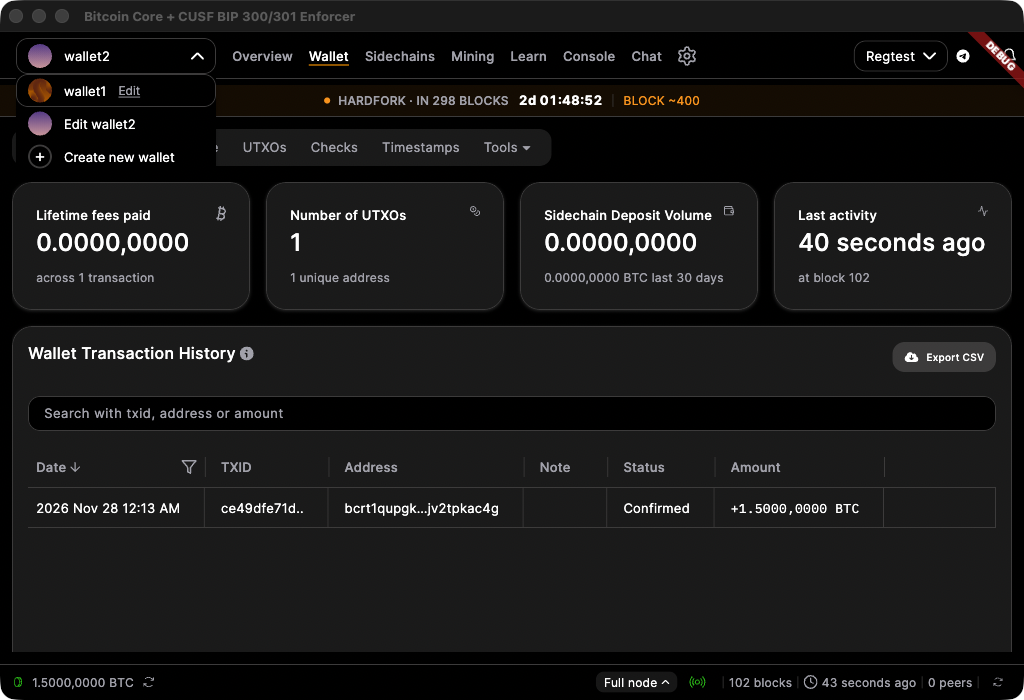 Bitcoin Core + CUSF BIP 300/301 Enforcer
wallet2
Overview Wallet Sidechains Mining Learn Console Chat
Regtest
DEBUG
wallet1 Edit
Edit wallet2
Create new wallet
HARDFORK · IN 298 BLOCKS 2d 01:48:52 BLOCK ~400
UTXOs Checks Timestamps Tools
Lifetime fees paid
0.0000,0000
across 1 transaction
Number of UTXOs
1
1 unique address
Sidechain Deposit Volume
0.0000,0000
0.0000,0000 BTC last 30 days
Last activity
40 seconds ago
at block 102
Wallet Transaction History
Export CSV
Search with txid, address or amount
Date TXID Address Note Status Amount
2026 Nov 28 12:13 AM ce49dfe71d.. bcrt1qupgk...jv2tpkac4g Confirmed +1.5000,0000 BTC
1.5000,0000 BTC
Full node
102 blocks
43 seconds ago
0 peers